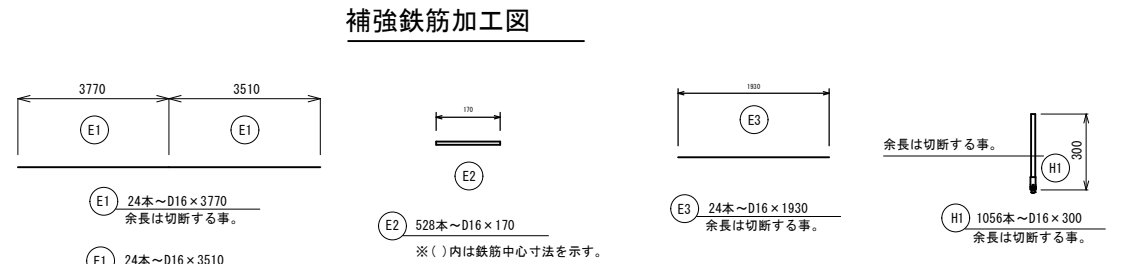 補強鉄筋加工図
3770
3510
E1
E1
E1 24本～D16×3770
余長は切断する事。
E1 24本～D16×3510
170
E2
E2 528本～D16×170
※( )内は鉄筋中心寸法を示す。
1930
E3
E3 24本～D16×1930
余長は切断する事。
余長は切断する事。
H1
300
H1 1056本～D16×300
余長は切断する事。